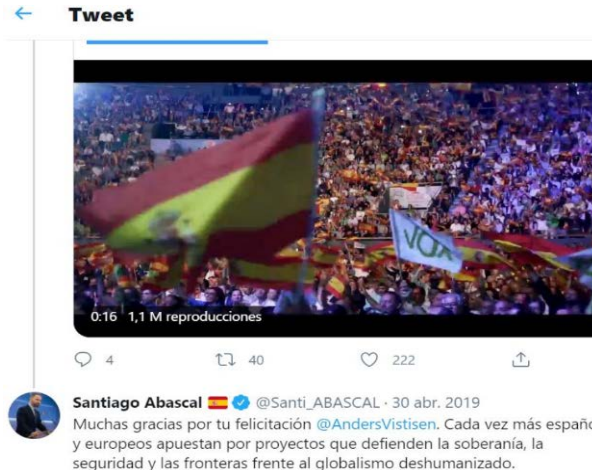 Tweet
VOX
0:16 1,1 M reproducciones
4 40 222
Santiago Abascal @Santi_ABASCAL · 30 abr. 2019
Muchas gracias por tu felicitación @AndersVistisen. Cada vez más españo
y europeos apuestan por proyectos que defienden la soberanía, la
seguridad y las fronteras frente al globalismo deshumanizado.